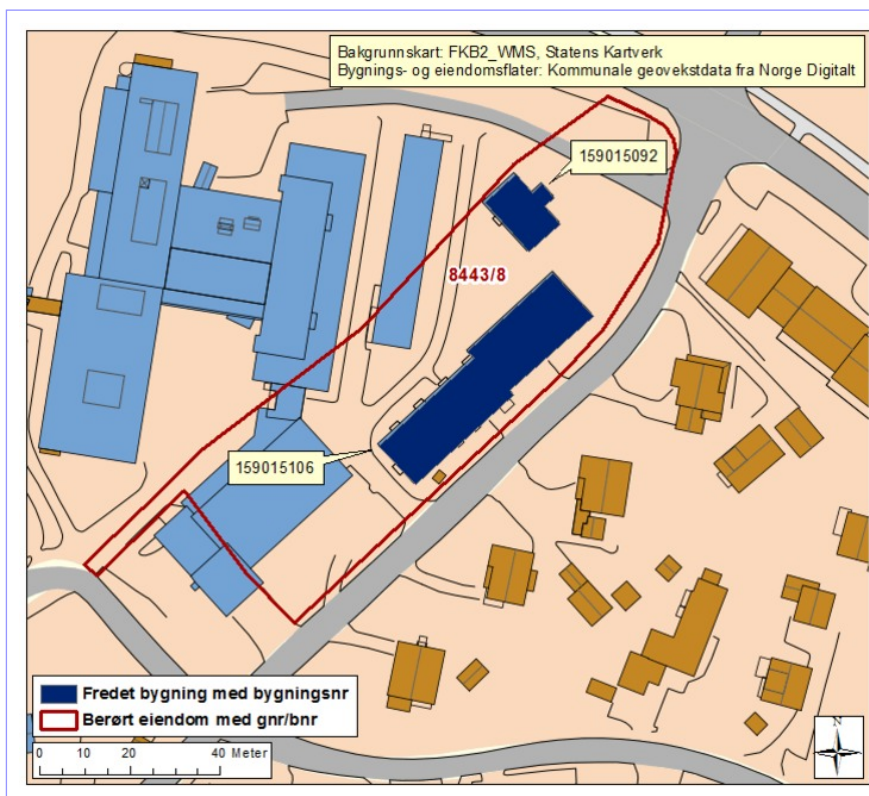 Bakgrunnskart: FKB2_WMS, Statens Kartverk
Bygnings- og eiendomsflater: Kommunale geovekstdata fra Norge Digitalt
159015092
8443/8
159015106
Fredet bygning med bygningsnr
Berørt eiendom med gnr/bnr
0 10 20 40 Meter
N